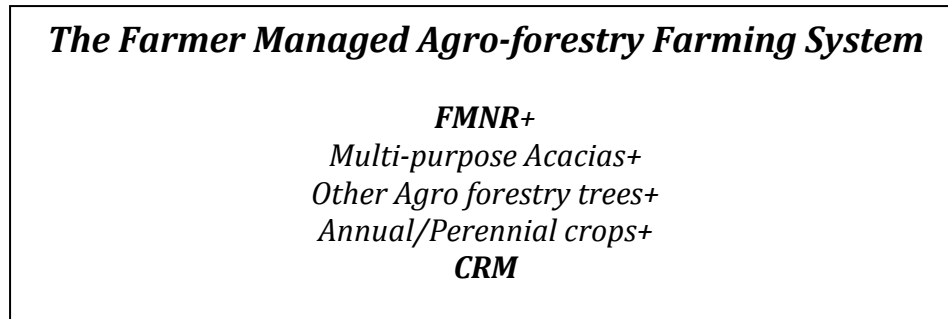 The Farmer Managed Agro-forestry Farming System
FMNR+
Multi-purpose Acacias+
Other Agro forestry trees+
Annual/Perennial crops+
CRM